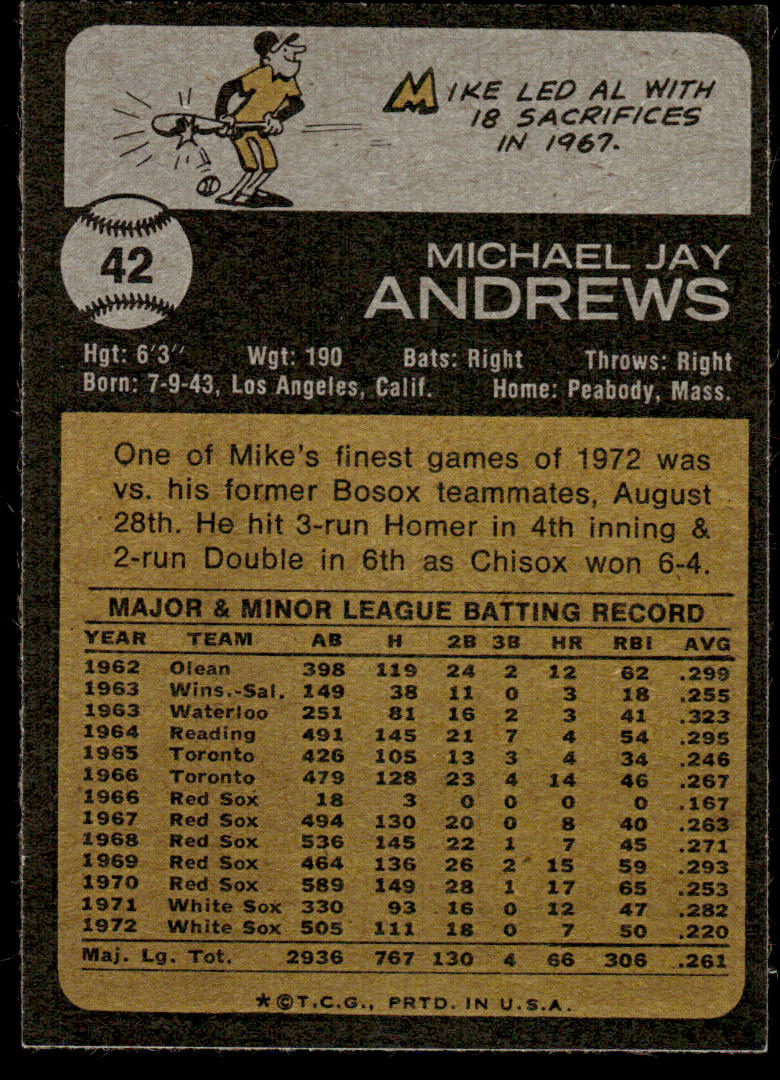 MIKE LED AL WITH
18 SACRIFICES
IN 1967.
42
MICHAEL JAY
ANDREWS
Hgt: 6'3" Wgt: 190 Bats: Right Throws: Right
Born: 7-9-43, Los Angeles, Calif. Home: Peabody, Mass.
One of Mike's finest games of 1972 was
vs. his former Bosox teammates, August
28th. He hit 3-run Homer in 4th inning &
2-run Double in 6th as Chisox won 6-4.
MAJOR & MINOR LEAGUE BATTING RECORD
YEAR TEAM AB H 2B 3B HR RBI AVG
1962 Olean 398 119 24 2 12 62 .299
1963 Wins.-Sal. 149 38 11 0 3 18 .255
1963 Waterloo 251 81 16 2 3 41 .323
1964 Reading 491 145 21 7 4 54 .295
1965 Toronto 426 105 13 3 4 34 .246
1966 Toronto 479 128 23 4 14 46 .267
1966 Red Sox 18 3 0 0 0 0 .167
1967 Red Sox 494 130 20 0 8 40 .263
1968 Red Sox 536 145 22 1 7 45 .271
1969 Red Sox 464 136 26 2 15 59 .293
1970 Red Sox 589 149 28 1 17 65 .253
1971 White Sox 330 93 16 0 12 47 .282
1972 White Sox 505 111 18 0 7 50 .220
Maj. Lg. Tot. 2936 767 130 4 66 306 .261
*©T.C.G., PRTD. IN U.S.A.